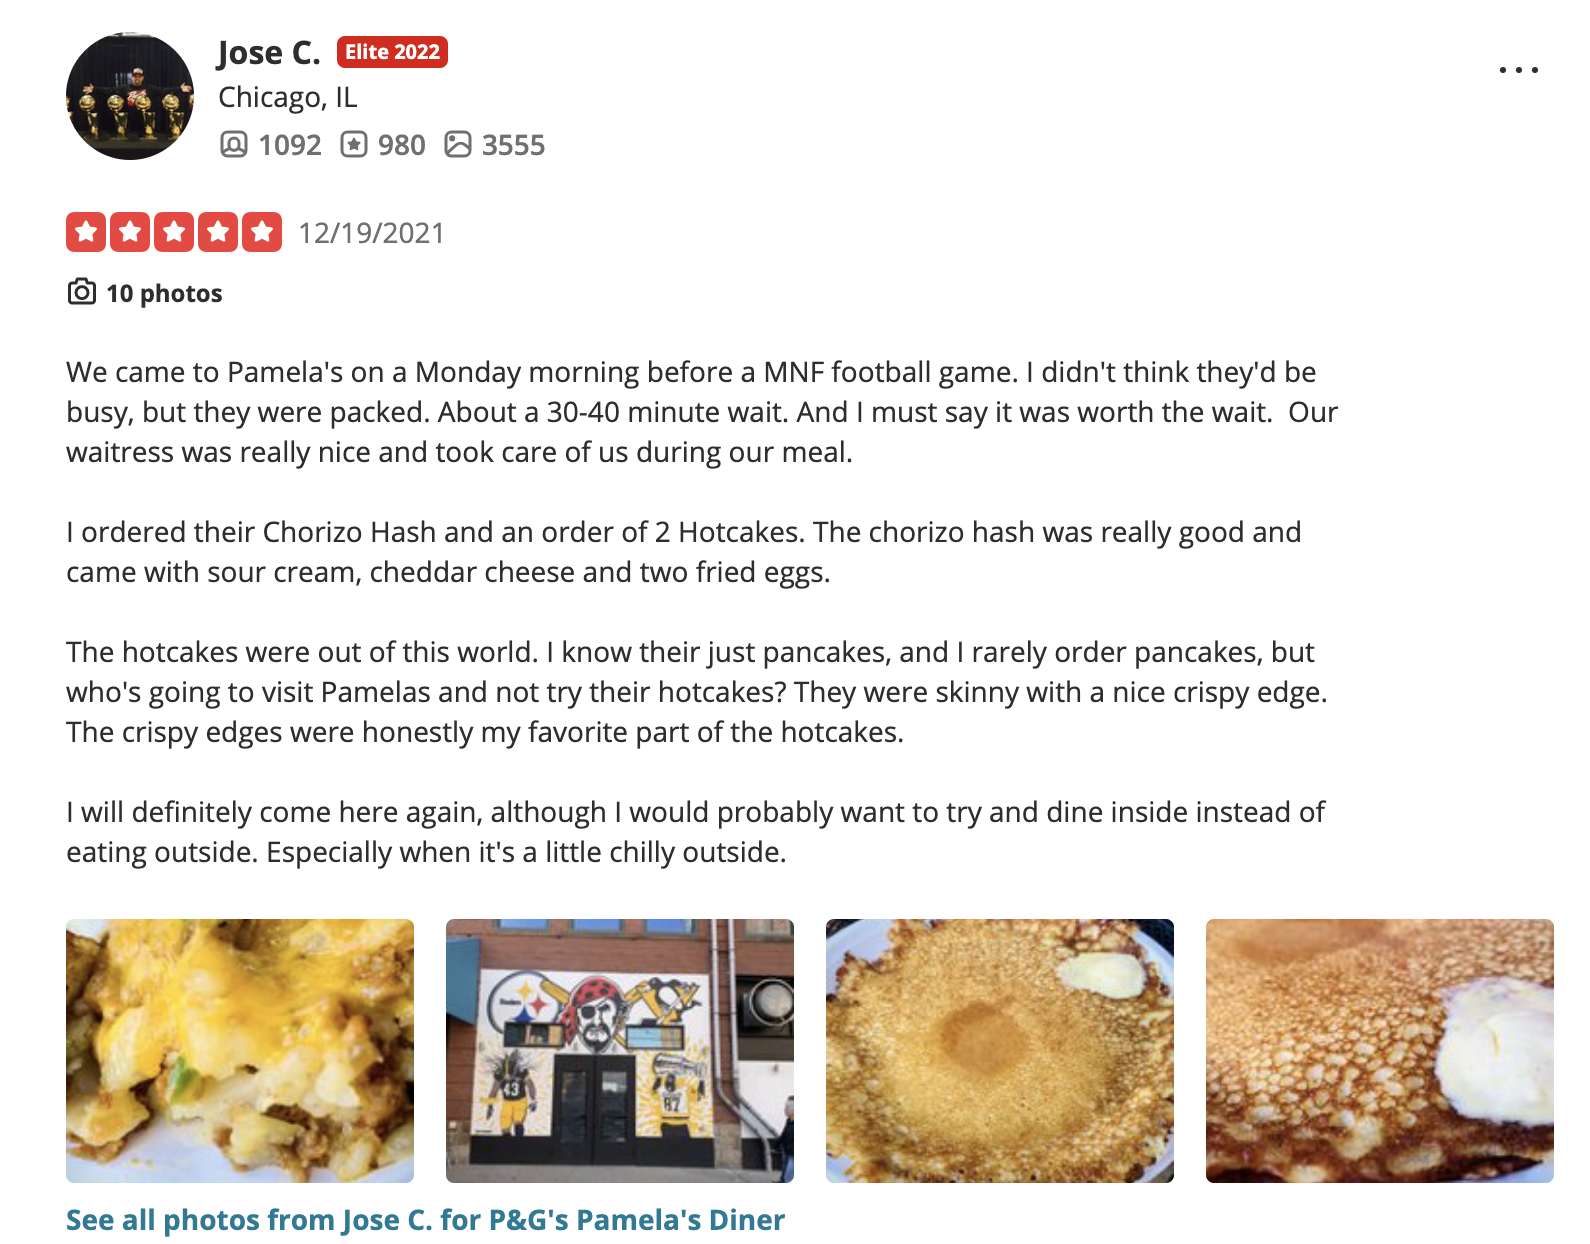 Jose C. Elite 2022
Chicago, IL
1092 980 3555
12/19/2021
10 photos
We came to Pamela's on a Monday morning before a MNF football game. I didn't think they'd be
busy, but they were packed. About a 30-40 minute wait. And I must say it was worth the wait.  Our
waitress was really nice and took care of us during our meal.
I ordered their Chorizo Hash and an order of 2 Hotcakes. The chorizo hash was really good and
came with sour cream, cheddar cheese and two fried eggs.
The hotcakes were out of this world. I know their just pancakes, and I rarely order pancakes, but
who's going to visit Pamelas and not try their hotcakes? They were skinny with a nice crispy edge.
The crispy edges were honestly my favorite part of the hotcakes.
I will definitely come here again, although I would probably want to try and dine inside instead of
eating outside. Especially when it's a little chilly outside.
Steelers
43
87
See all photos from Jose C. for P&G's Pamela's Diner